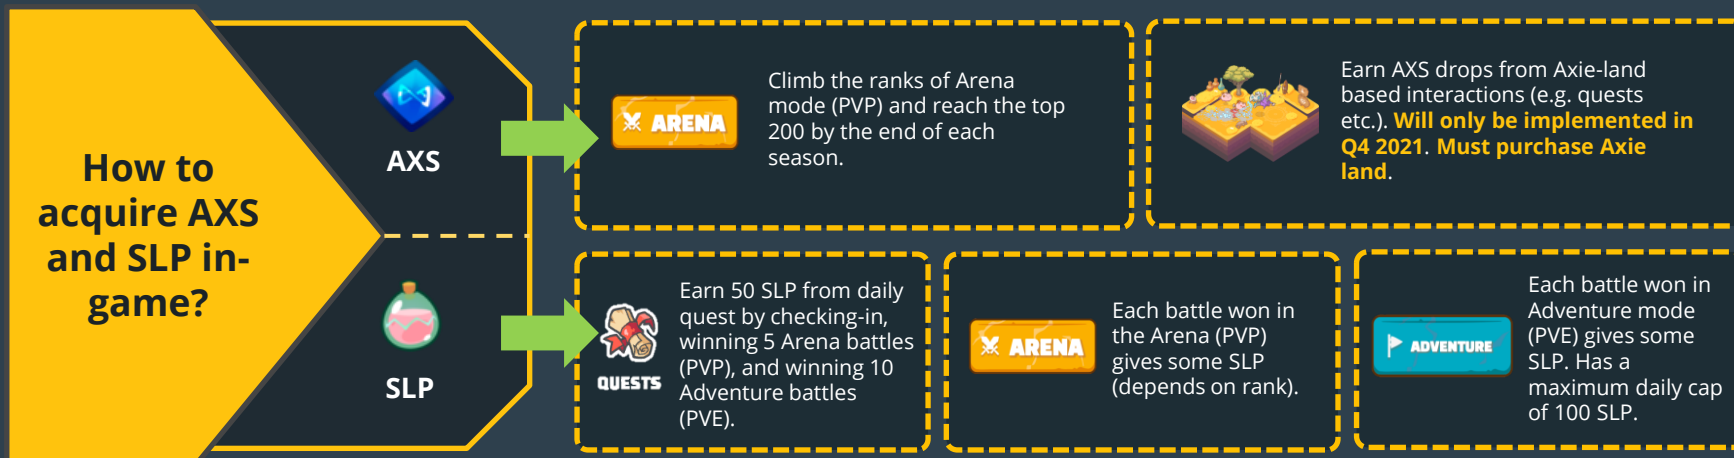 How to
acquire AXS
and SLP in-
game?
AXS
ARENA
Climb the ranks of Arena
mode (PVP) and reach the top
200 by the end of each
season.
Earn AXS drops from Axie-land
based interactions (e.g. quests
etc.). Will only be implemented in
Q4 2021. Must purchase Axie
land.
SLP
QUESTS
Earn 50 SLP from daily
quest by checking-in,
winning 5 Arena battles
(PVP), and winning 10
Adventure battles
(PVE).
ARENA
Each battle won in
the Arena (PVP)
gives some SLP
(depends on rank).
ADVENTURE
Each battle won in
Adventure mode
(PVE) gives some
SLP. Has a
maximum daily cap
of 100 SLP.